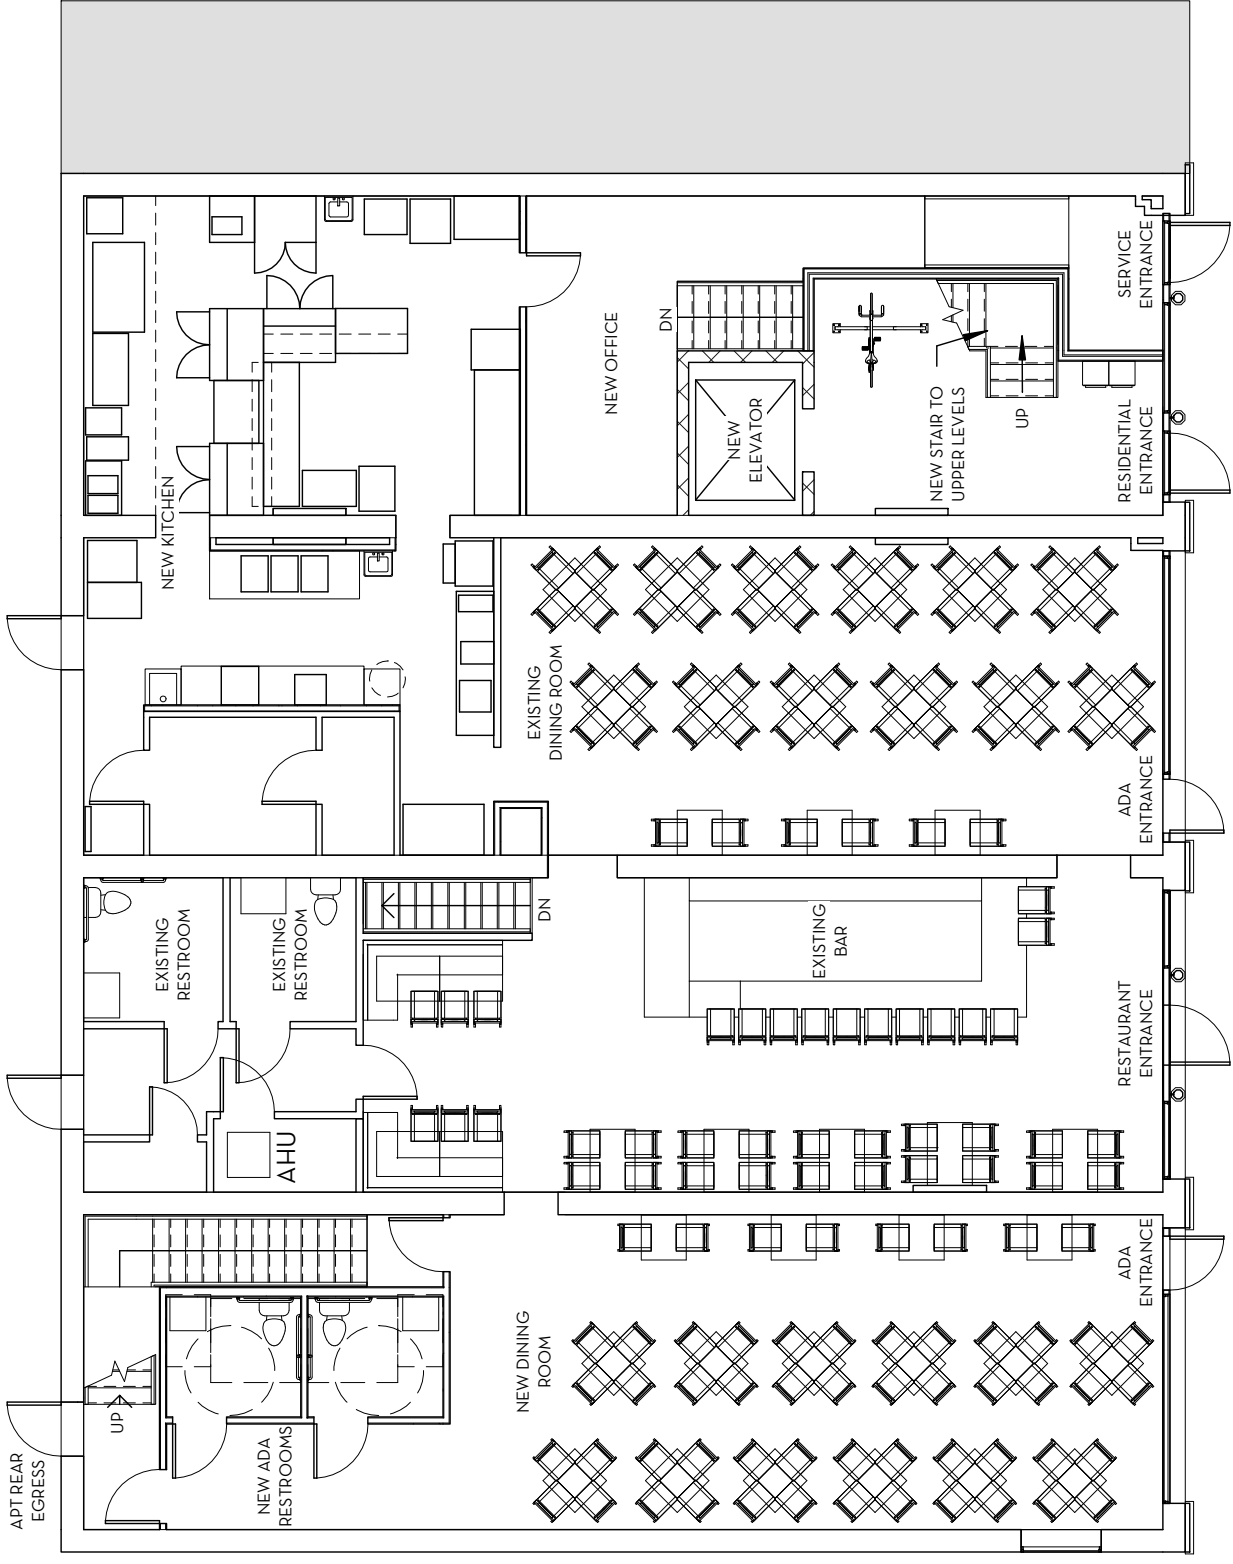 APT REAR
EGRESS
UP
NEW ADA
RESTROOMS
AHU
EXISTING
RESTROOM
EXISTING
RESTROOM
DN
NEW KITCHEN
NEW DINING
ROOM
EXISTING
DINING ROOM
NEW OFFICE
DN
NEW
ELEVATOR
EXISTING
BAR
NEW STAIR TO
UPPER LEVELS
UP
ADA
ENTRANCE
RESTAURANT
ENTRANCE
ADA
ENTRANCE
RESIDENTIAL
ENTRANCE
SERVICE
ENTRANCE